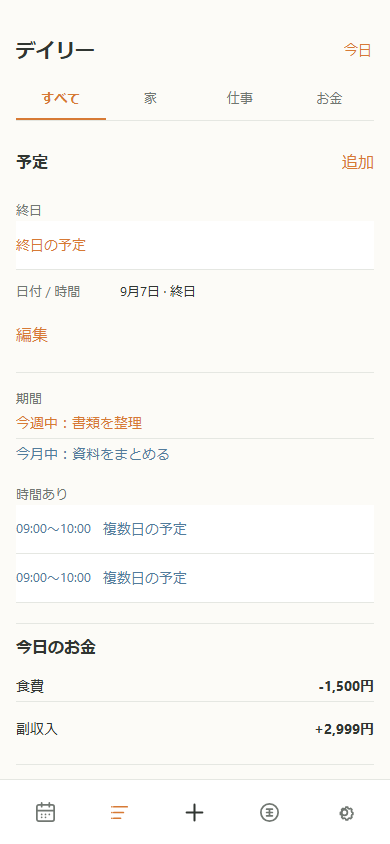 デイリー 今日
すべて 家 仕事 お金
予定 追加
終日
終日の予定
日付 / 時間 9月7日 · 終日
編集
期間
今週中：書類を整理
今月中：資料をまとめる
時間あり
09:00〜10:00 複数日の予定
09:00〜10:00 複数日の予定
今日のお金
食費 -1,500円
副収入 +2,999円